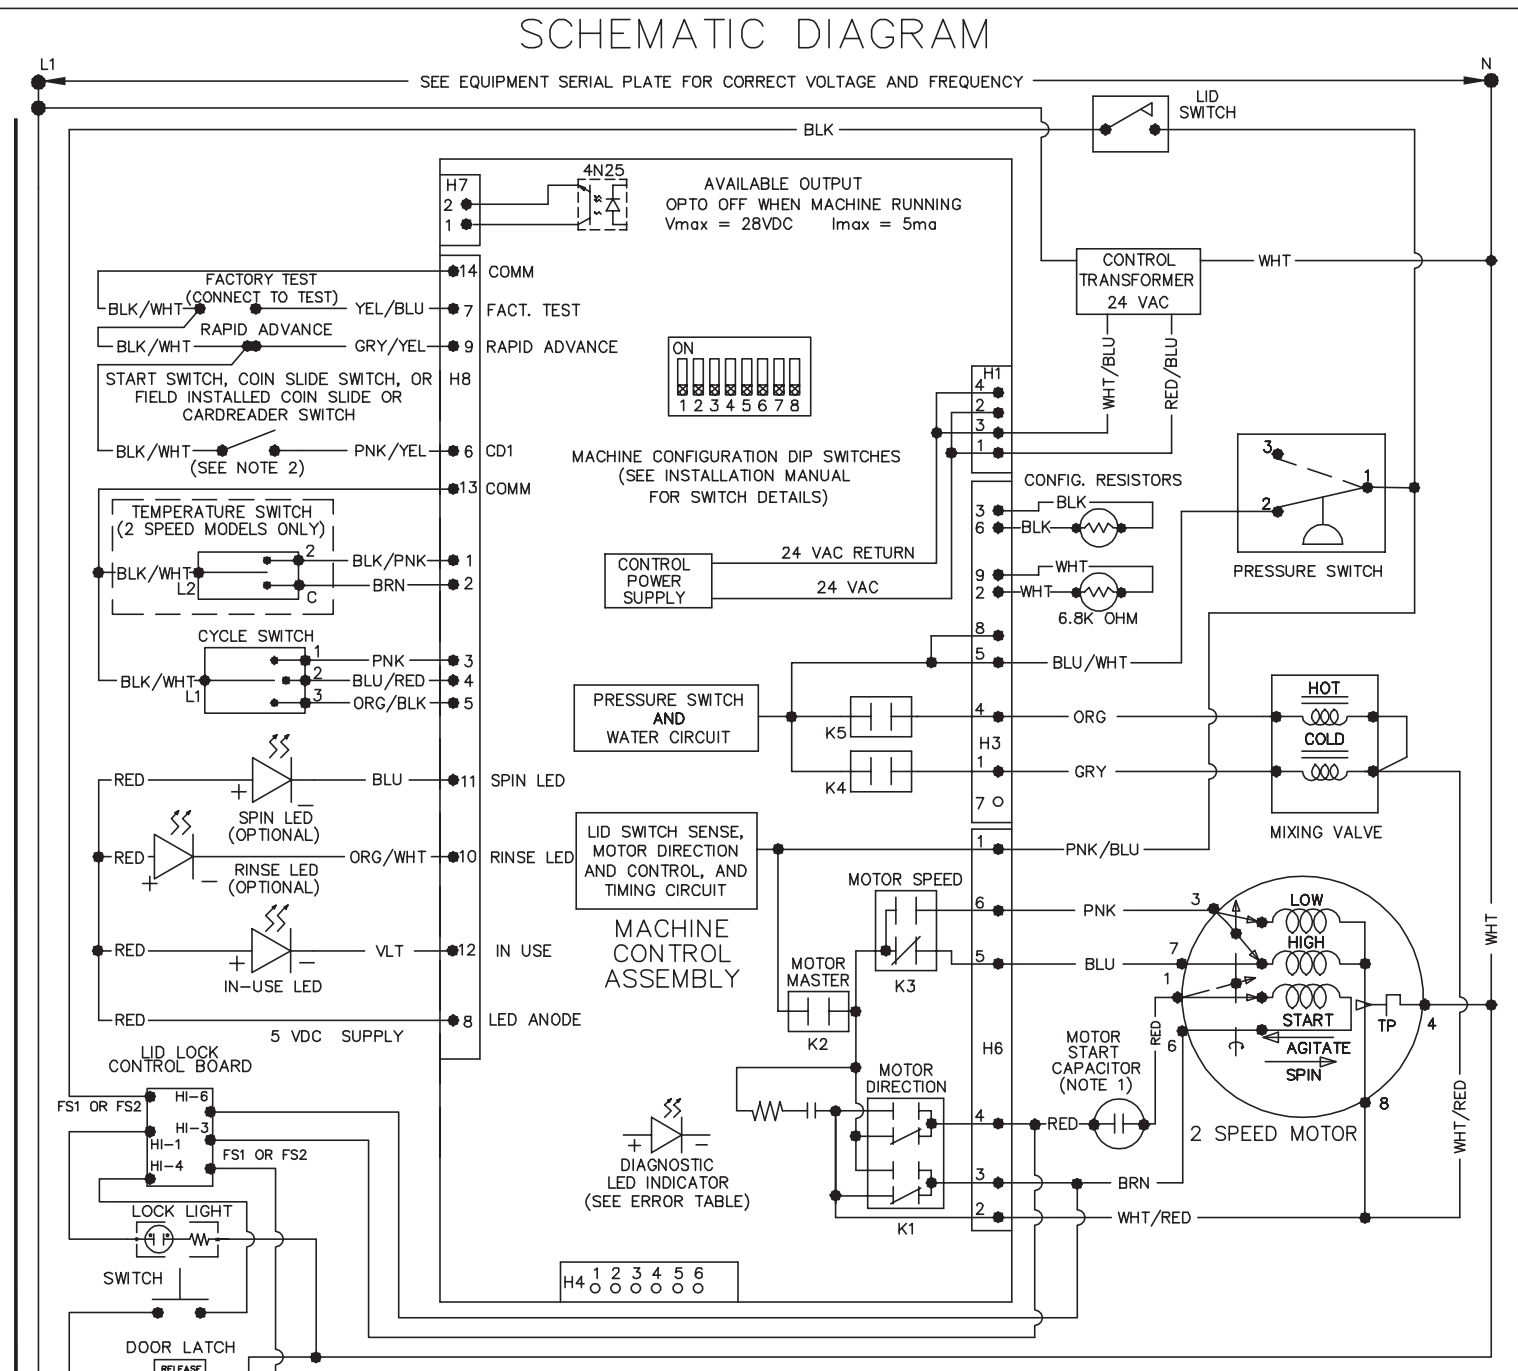 SCHEMATIC DIAGRAM
L1
N
SEE EQUIPMENT SERIAL PLATE FOR CORRECT VOLTAGE AND FREQUENCY
LID
SWITCH
BLK
H7
2
1
4N25
AVAILABLE OUTPUT
OPTO OFF WHEN MACHINE RUNNING
Vmax = 28VDC Imax = 5ma
CONTROL
TRANSFORMER
24 VAC
WHT
14 COMM
FACTORY TEST
(CONNECT TO TEST)
BLK/WHT
YEL/BLU
7 FACT. TEST
RAPID ADVANCE
BLK/WHT
GRY/YEL
9 RAPID ADVANCE
H8
START SWITCH, COIN SLIDE SWITCH, OR
FIELD INSTALLED COIN SLIDE OR
CARDREADER SWITCH
BLK/WHT
PNK/YEL
6 CD1
(SEE NOTE 2)
ON
1 2 3 4 5 6 7 8
MACHINE CONFIGURATION DIP SWITCHES
(SEE INSTALLATION MANUAL
FOR SWITCH DETAILS)
H1
4
2
3
1
WHT/BLU
RED/BLU
13 COMM
TEMPERATURE SWITCH
(2 SPEED MODELS ONLY)
BLK/WHT
L2
2
C
BLK/PNK
1
BRN
2
CYCLE SWITCH
BLK/WHT
L1
1
2
3
PNK
3
BLU/RED
4
ORG/BLK
5
CONTROL
POWER
SUPPLY
24 VAC RETURN
24 VAC
CONFIG. RESISTORS
3
BLK
6
BLK
9
WHT
2
WHT
6.8K OHM
8
5
BLU/WHT
3
1
2
PRESSURE SWITCH
PRESSURE SWITCH
AND
WATER CIRCUIT
K5
K4
4
ORG
H3
1
GRY
7
HOT
COLD
MIXING VALVE
RED
+
−
BLU
11 SPIN LED
SPIN LED
(OPTIONAL)
RED
+
−
ORG/WHT
10 RINSE LED
RINSE LED
(OPTIONAL)
RED
+
−
VLT
12 IN USE
IN-USE LED
RED
8 LED ANODE
5 VDC SUPPLY
LID SWITCH SENSE,
MOTOR DIRECTION
AND CONTROL, AND
TIMING CIRCUIT
MACHINE
CONTROL
ASSEMBLY
1
PNK/BLU
MOTOR SPEED
K3
6
PNK
5
BLU
MOTOR
MASTER
K2
H6
3
7
1
6
LOW
HIGH
START
AGITATE
SPIN
TP
4
8
2 SPEED MOTOR
WHT
WHT/RED
MOTOR
START
CAPACITOR
(NOTE 1)
RED
RED
MOTOR
DIRECTION
K1
4
3
BRN
2
WHT/RED
+
−
DIAGNOSTIC
LED INDICATOR
(SEE ERROR TABLE)
LID LOCK
CONTROL BOARD
FS1 OR FS2
HI-6
HI-3
HI-1
FS1 OR FS2
HI-4
LOCK LIGHT
SWITCH
DOOR LATCH
RELEASE
H4
1 2 3 4 5 6